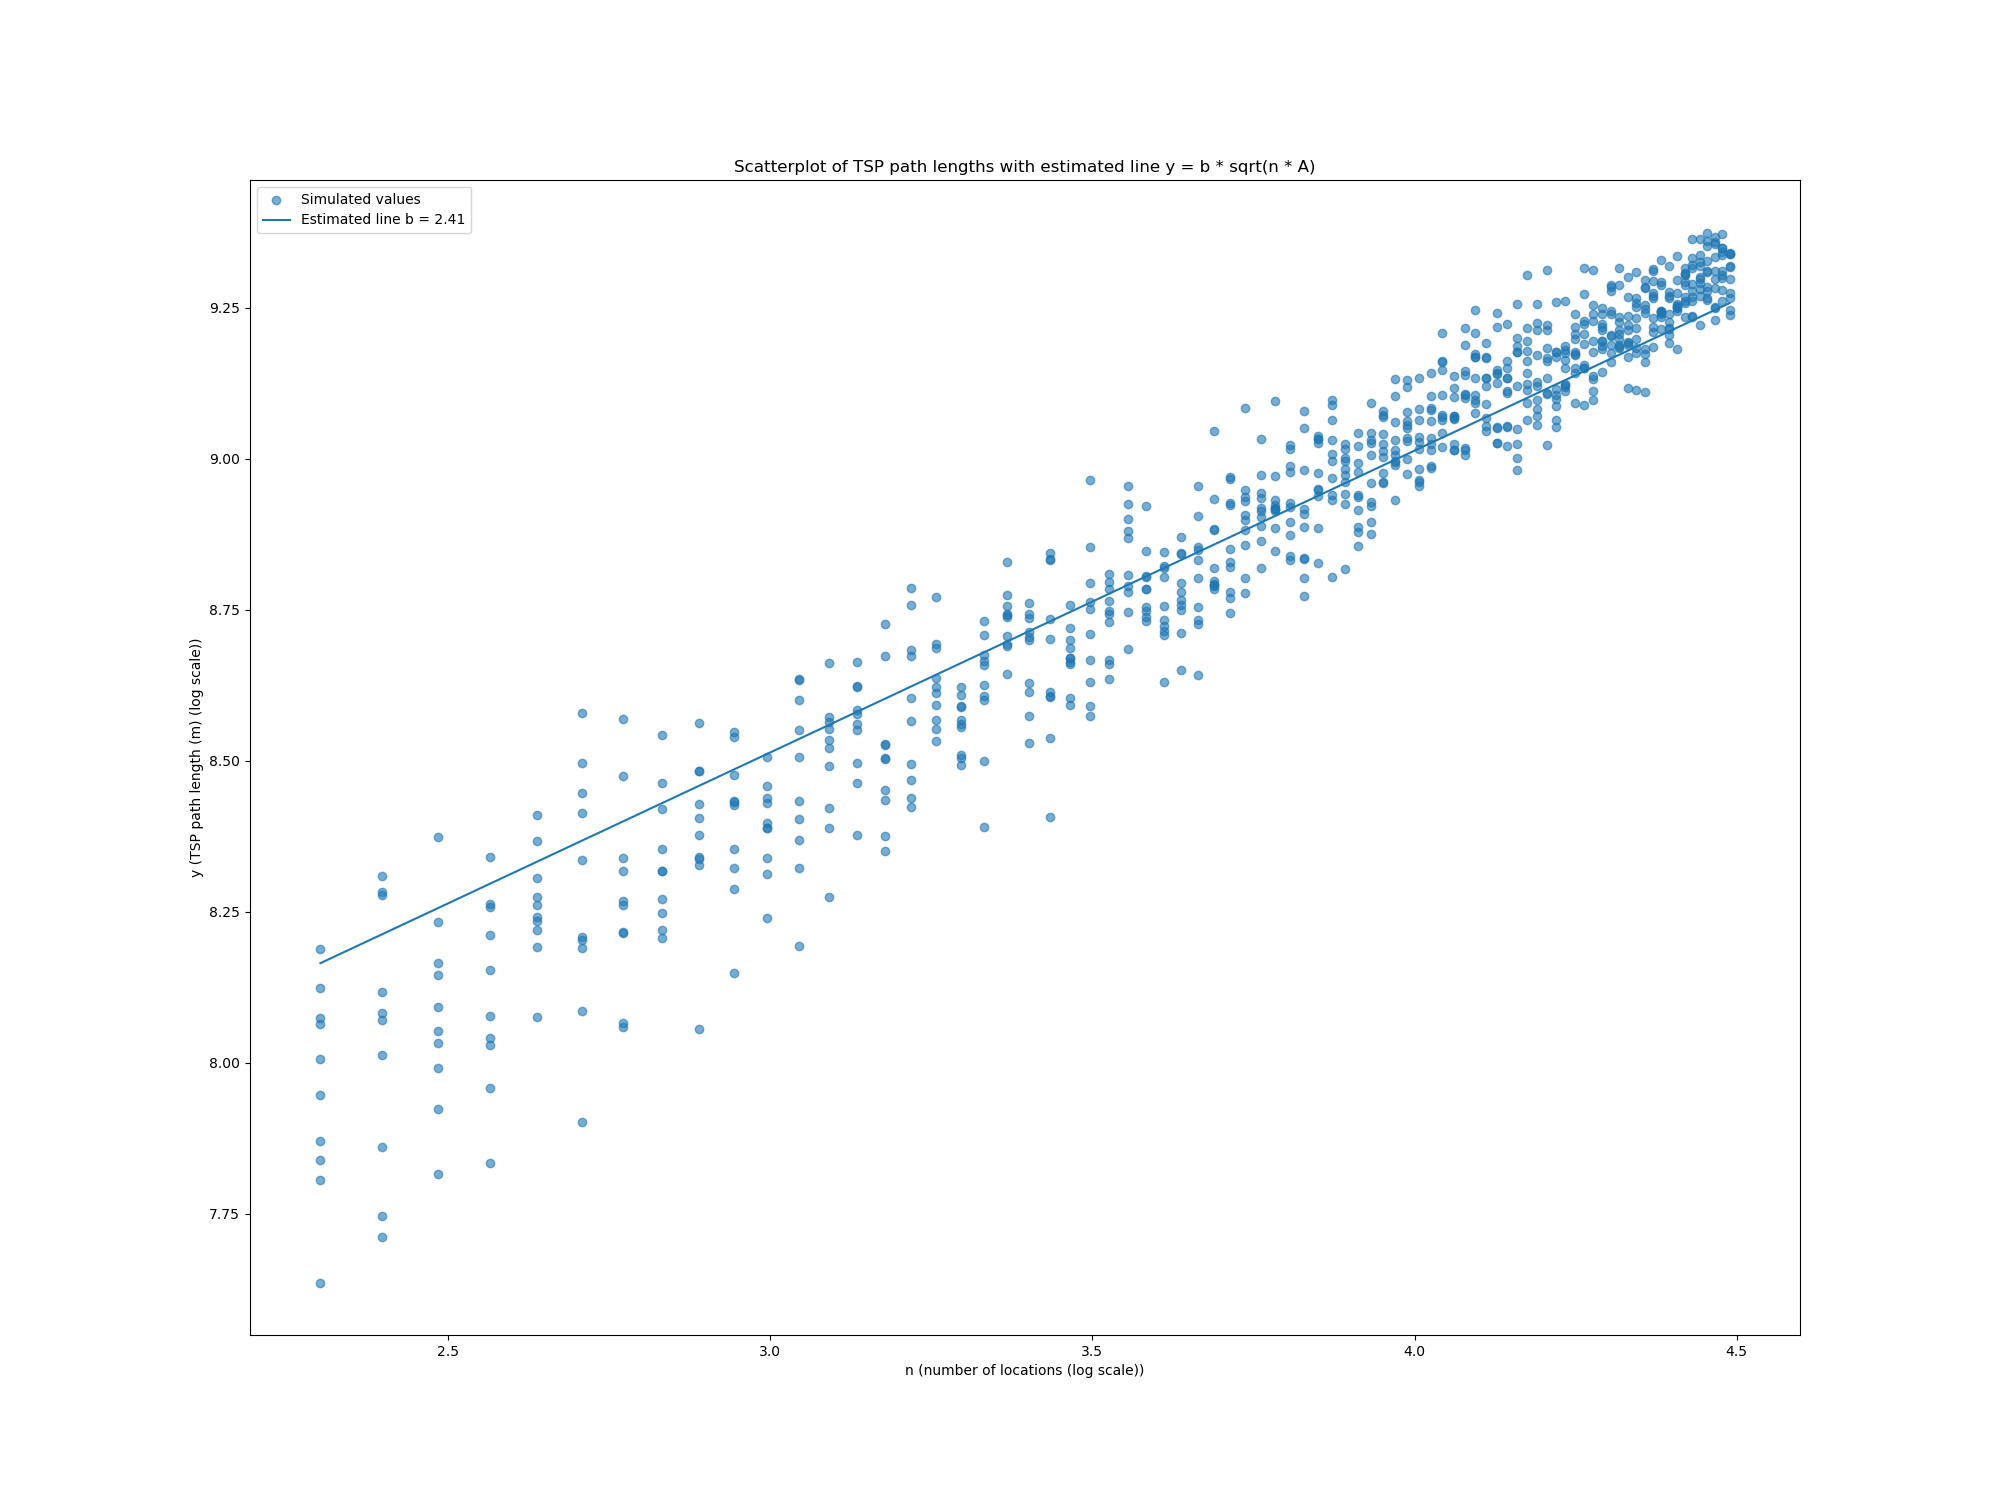 Scatterplot of TSP path lengths with estimated line y = b * sqrt(n * A)
Simulated values
Estimated line b = 2.41
y (TSP path length (m) (log scale))
9.25
9.00
8.75
8.50
8.25
8.00
7.75
2.5
3.0
3.5
4.0
4.5
n (number of locations (log scale))